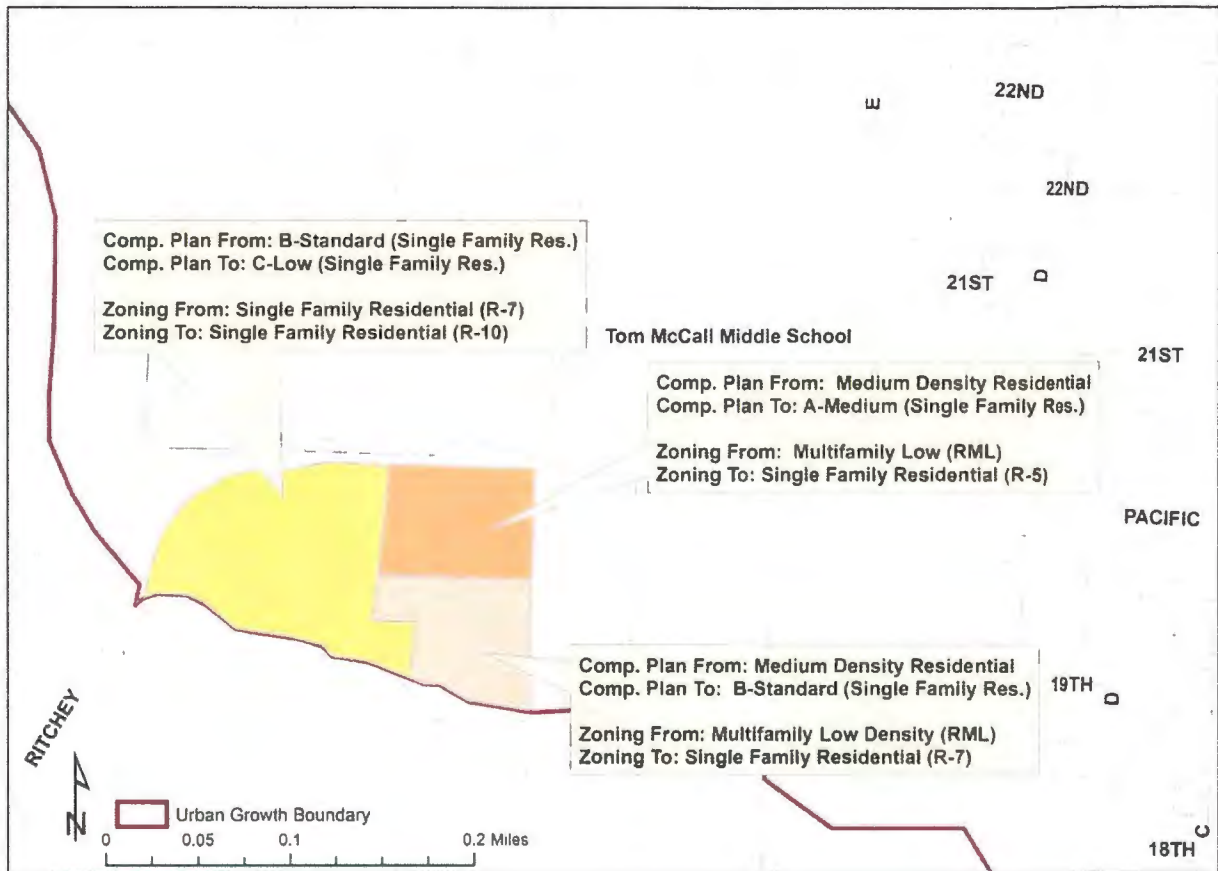 22ND
E
22ND
21ST
D
Comp. Plan From: B-Standard (Single Family Res.)
Comp. Plan To: C-Low (Single Family Res.)
Zoning From: Single Family Residential (R-7)
Zoning To: Single Family Residential (R-10)
Tom McCall Middle School
21ST
Comp. Plan From: Medium Density Residential
Comp. Plan To: A-Medium (Single Family Res.)
Zoning From: Multifamily Low (RML)
Zoning To: Single Family Residential (R-5)
PACIFIC
Comp. Plan From: Medium Density Residential
Comp. Plan To: B-Standard (Single Family Res.)
Zoning From: Multifamily Low Density (RML)
Zoning To: Single Family Residential (R-7)
19TH
D
RITCHEY
N
Urban Growth Boundary
0 0.05 0.1 0.2 Miles
C
18TH